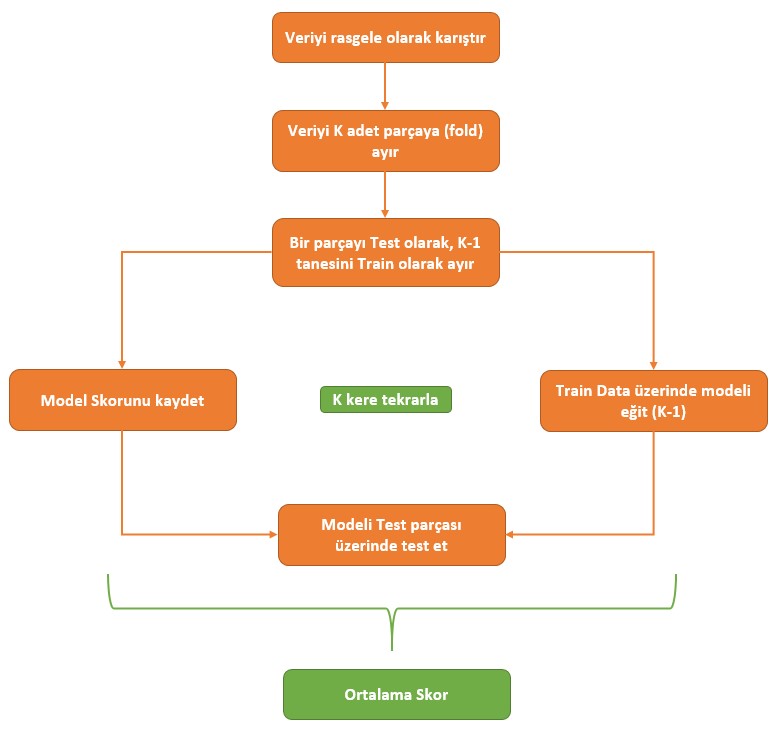 Veriyi rasgele olarak karıştır
Veriyi K adet parçaya (fold)
ayır
Bir parçayı Test olarak, K-1
tanesini Train olarak ayır
Model Skorunu kaydet
K kere tekrarla
Train Data üzerinde modeli
eğit (K-1)
Modeli Test parçası
üzerinde test et
Ortalama Skor